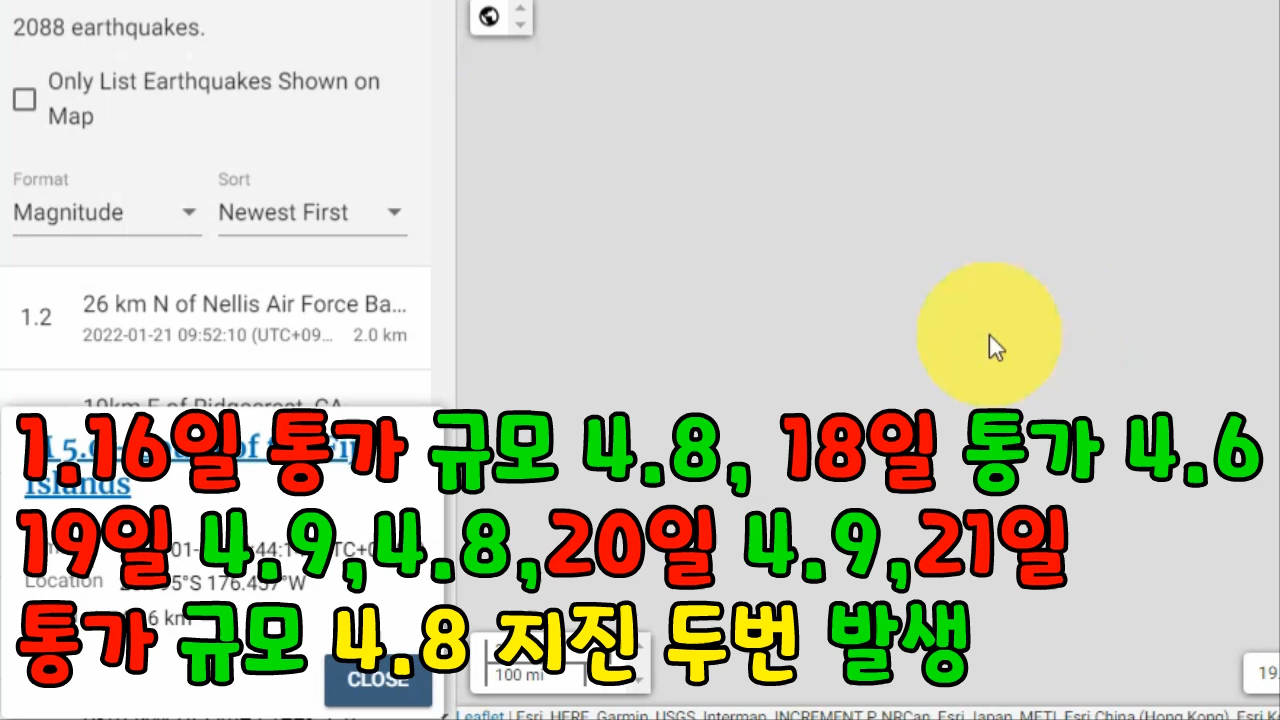 2088 earthquakes.
Only List Earthquakes Shown on
Map
Format
Sort
Magnitude
Newest First
1.2
26 km N of Nellis Air Force Ba...
2022-01-21 09:52:10 (UTC+09...
2.0 km
1.16일 통가 규모 4.8, 18일 통가 4.6
Islands
19일 4.9,4.8,20일 4.9,21일
Location
176.457°W
통가 규모 4.8 지진 두번 발생
100 mi
CLOSE
19.
Leaflet | Esri, HERE, Garmin, USGS, Intermap, INCREMENT P, NRCan, Esri Japan, METI, Esri China (Hong Kong), Esri K